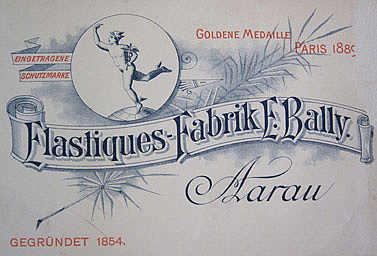 GOLDENE MEDAILLE
PARIS 1889
EINGETRAGENE
SCHUTZMARKE
Elastiques-Fabrik E. Bally.
Aarau
GEGRÜNDET 1854.